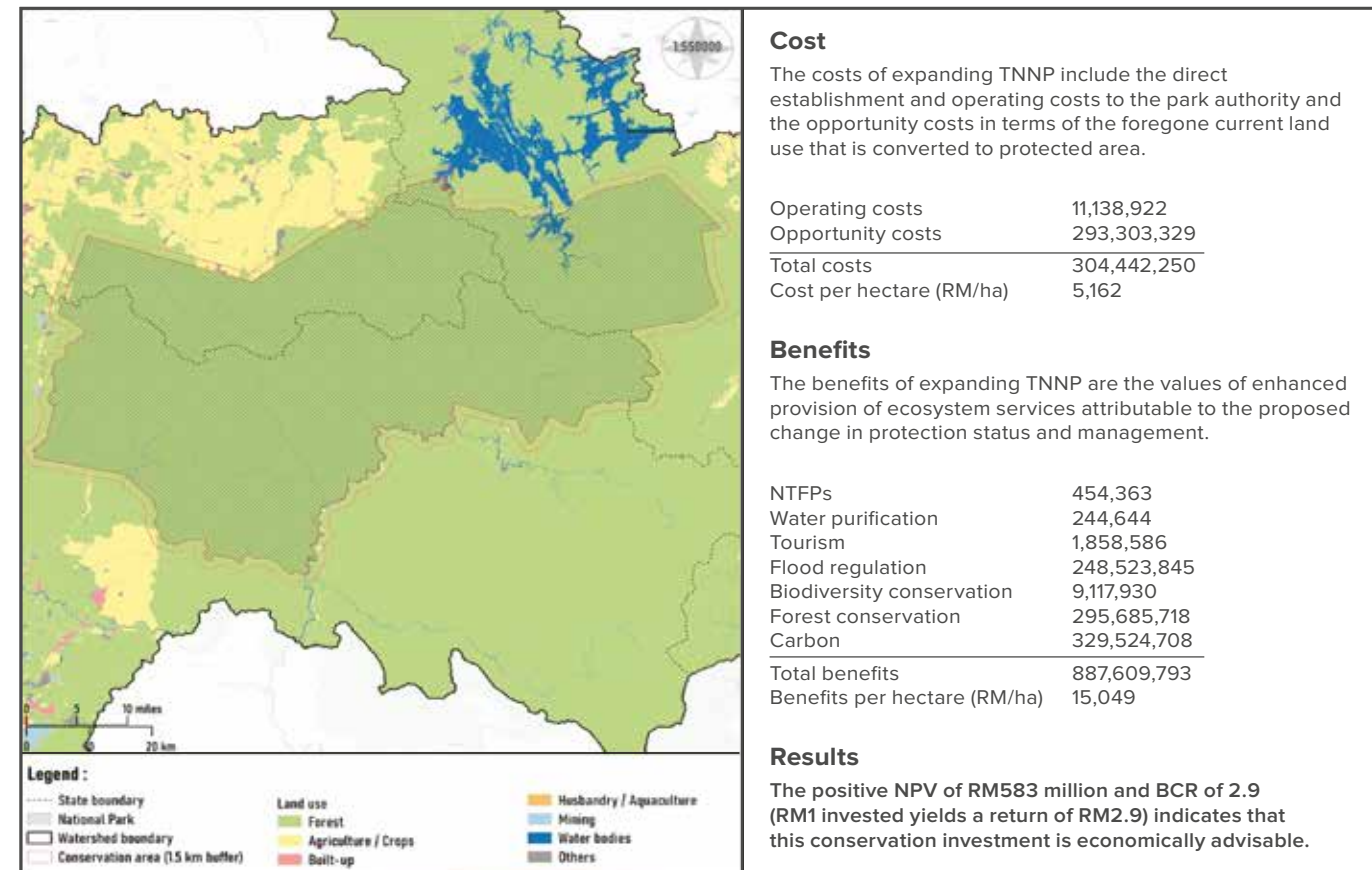 1:550000
0 5 10 miles
0 10 20 km
Legend :
State boundary
National Park
Watershed boundary
Conservation area (1.5 km buffer)
Land use
Forest
Agriculture / Crops
Built-up
Husbandry / Aquaculture
Mining
Water bodies
Others
Cost
The costs of expanding TNNP include the direct
establishment and operating costs to the park authority and
the opportunity costs in terms of the foregone current land
use that is converted to protected area.
Operating costs 11,138,922
Opportunity costs 293,303,329
Total costs 304,442,250
Cost per hectare (RM/ha) 5,162
Benefits
The benefits of expanding TNNP are the values of enhanced
provision of ecosystem services attributable to the proposed
change in protection status and management.
NTFPs 454,363
Water purification 244,644
Tourism 1,858,586
Flood regulation 248,523,845
Biodiversity conservation 9,117,930
Forest conservation 295,685,718
Carbon 329,524,708
Total benefits 887,609,793
Benefits per hectare (RM/ha) 15,049
Results
The positive NPV of RM583 million and BCR of 2.9
(RM1 invested yields a return of RM2.9) indicates that
this conservation investment is economically advisable.